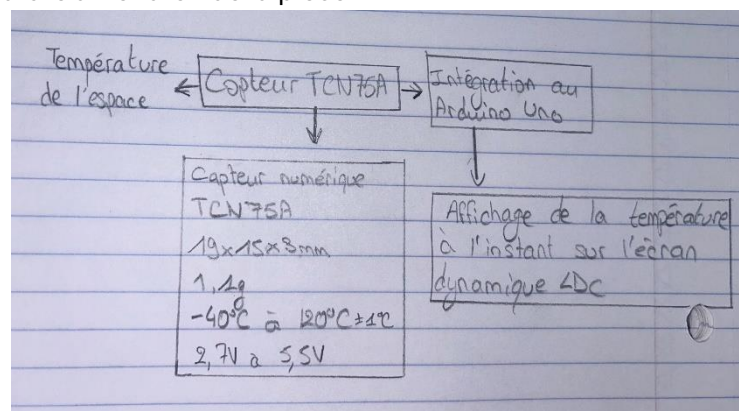 Température
de l'espace
Capteur TCN75A
Intégration au
Arduino Uno
Capteur numérique
TCN75A
19x15x3mm
1,1g
-40°C à 120°C±1°C
2,7V à 5,5V
Affichage de la température
à l'instant sur l'écran
dynamique LDC